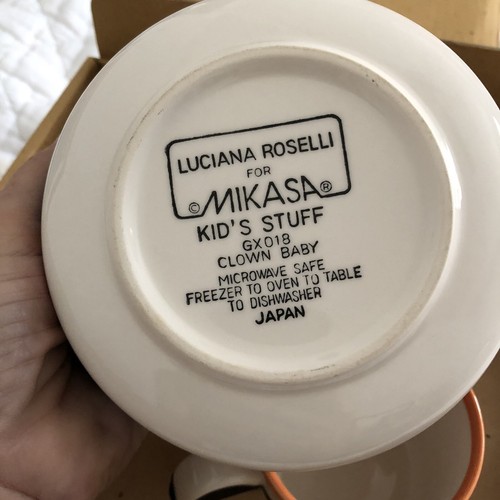 LUCIANA ROSELLI
FOR
© MIKASA ®
KID'S STUFF
GX018
CLOWN BABY
MICROWAVE SAFE
FREEZER TO OVEN TO TABLE
TO DISHWASHER
JAPAN